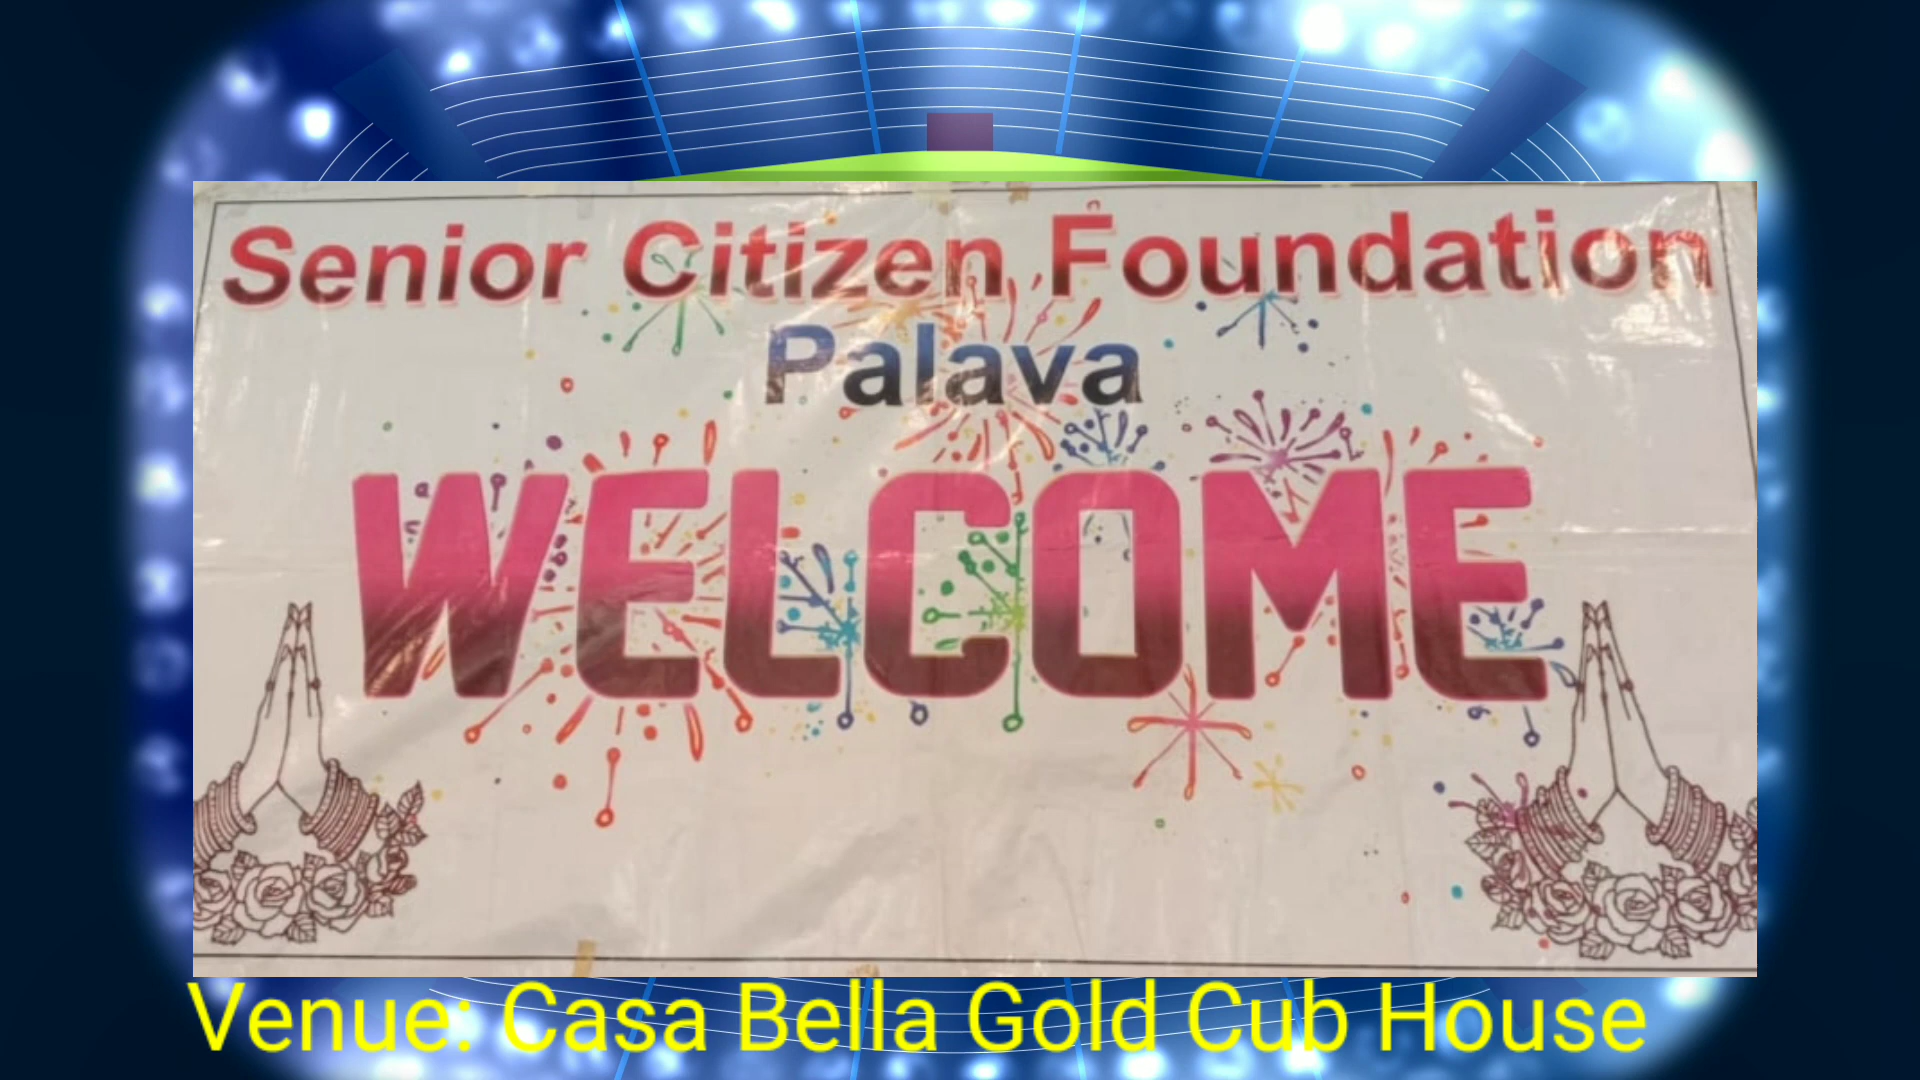 Senior Citizen Foundation
Palava
WELCOME
Venue: Casa Bella Gold Cub House